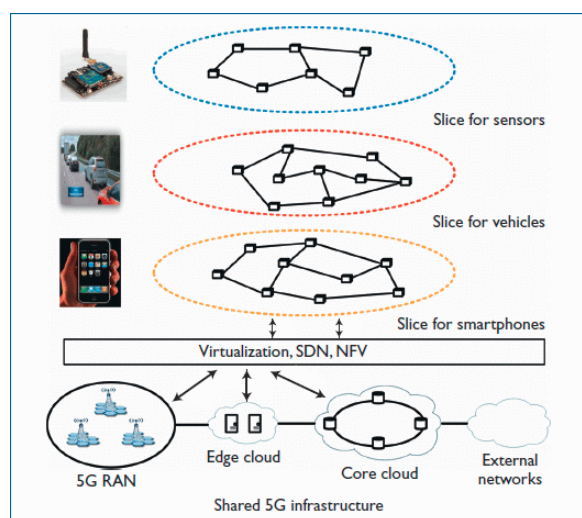 Slice for sensors
Slice for vehicles
Slice for smartphones
Virtualization, SDN, NFV
Edge cloud
Core cloud
External
networks
5G RAN
Shared 5G infrastructure